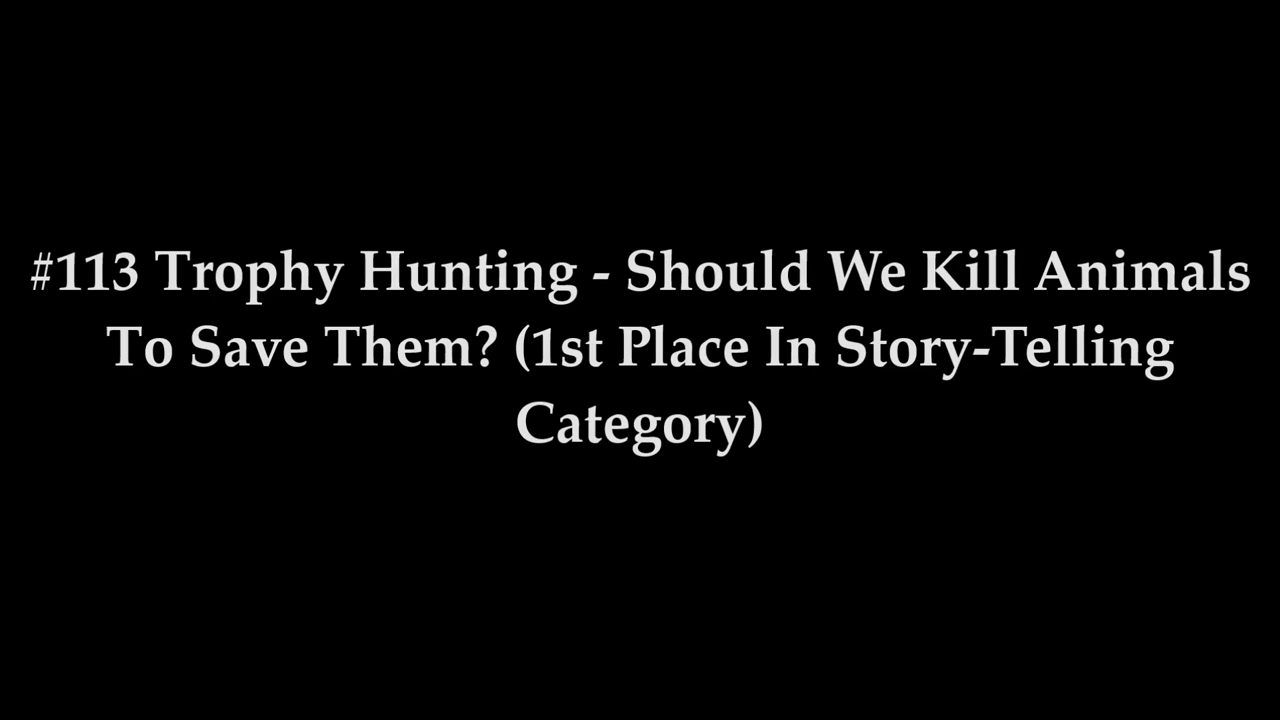 #113 Trophy Hunting - Should We Kill Animals
To Save Them? (1st Place In Story-Telling
Category)